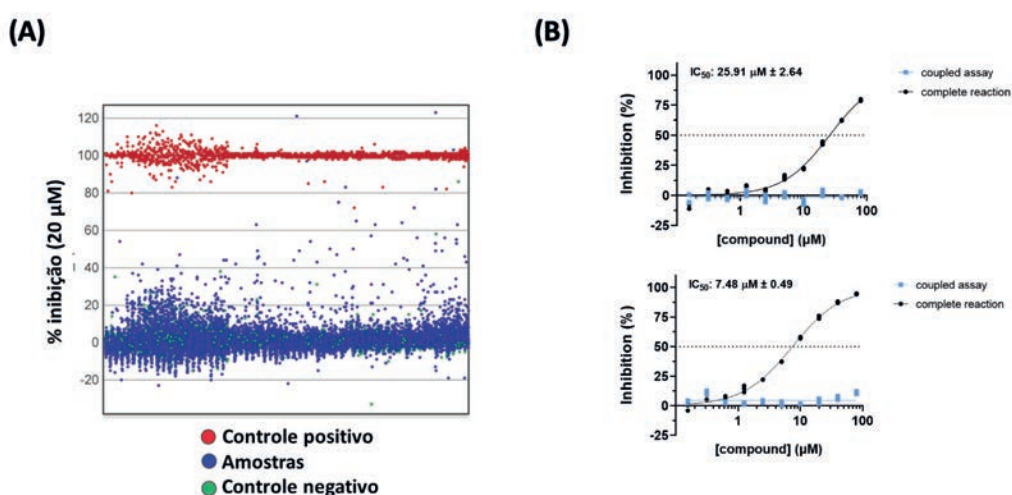 (A)
% inibição (20 µM)
120
100
80
60
40
20
0
-20
Controle positivo
Amostras
Controle negativo
(B)
IC50: 25.91 µM ± 2.64
coupled assay
complete reaction
Inhibition (%)
100
75
50
25
0
-25
1
10
100
[compound] (µM)
IC50: 7.48 µM ± 0.49
coupled assay
complete reaction
Inhibition (%)
100
75
50
25
0
-25
1
10
100
[compound] (µM)